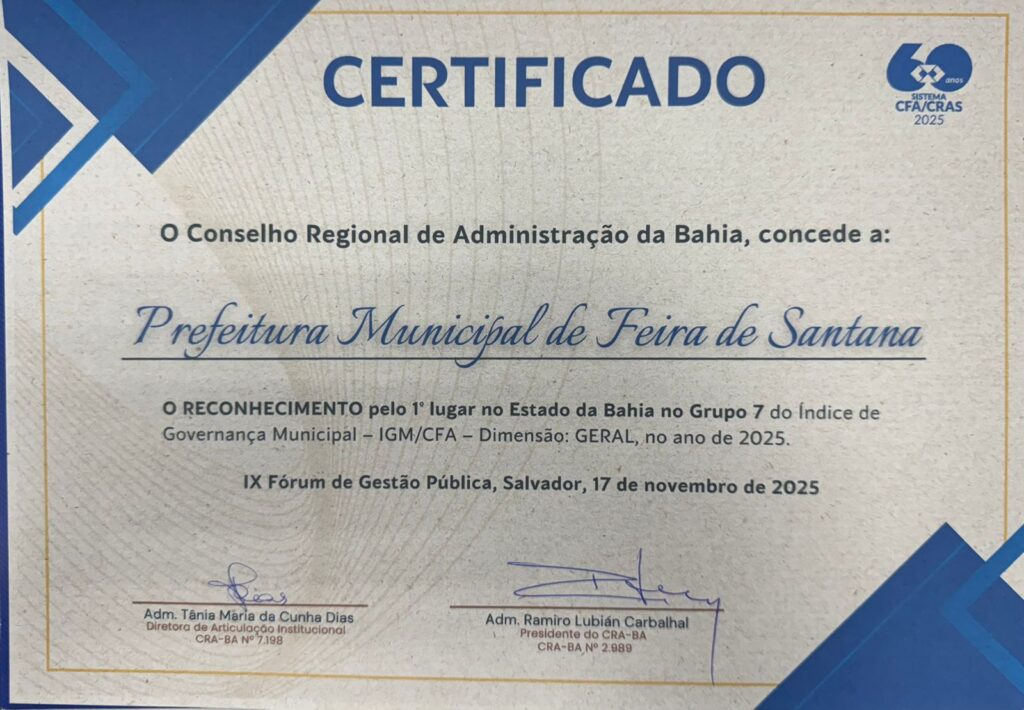 CERTIFICADO
60 anos
SISTEMA
CFA/CRAS
2025
O Conselho Regional de Administração da Bahia, concede a:
Prefeitura Municipal de Feira de Santana
O RECONHECIMENTO pelo 1° lugar no Estado da Bahia no Grupo 7 do Índice de
Governança Municipal – IGM/CFA – Dimensão: GERAL, no ano de 2025.
IX Fórum de Gestão Pública, Salvador, 17 de novembro de 2025
Adm. Tânia Maria da Cunha Dias
Diretora de Articulação Institucional
CRA-BA Nº 7.198
Adm. Ramiro Lubián Carbalhal
Presidente do CRA-BA
CRA-BA Nº 2.989